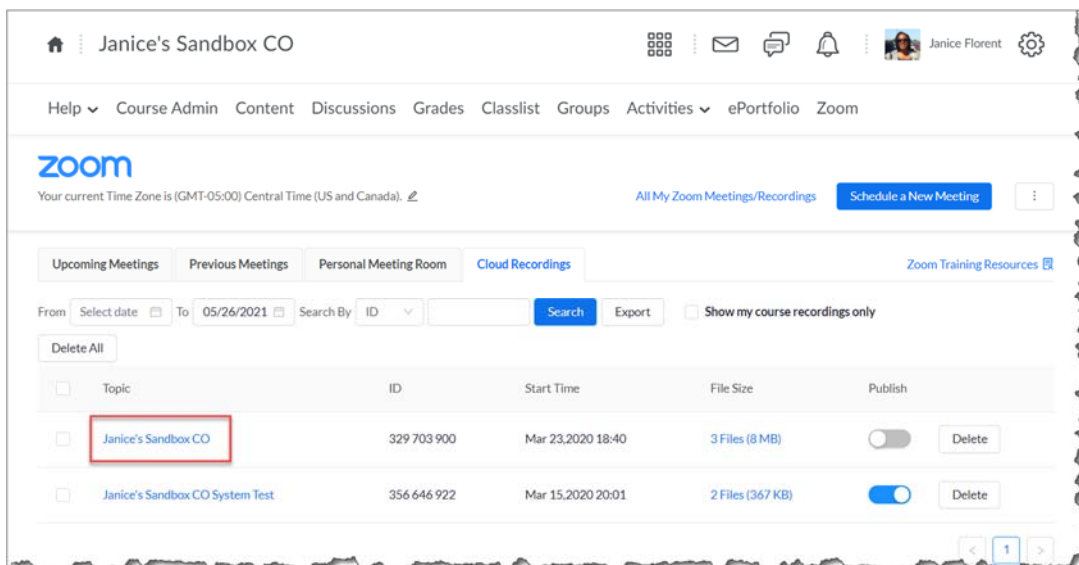 Janice's Sandbox CO
Janice Florent
Help Course Admin Content Discussions Grades Classlist Groups Activities ePortfolio Zoom
zoom
Your current Time Zone is (GMT-05:00) Central Time (US and Canada).
All My Zoom Meetings/Recordings
Schedule a New Meeting
Upcoming Meetings Previous Meetings Personal Meeting Room Cloud Recordings
Zoom Training Resources
From Select date To 05/26/2021 Search By ID Search Export Show my course recordings only
Delete All
Topic ID Start Time File Size Publish
Janice's Sandbox CO 329 703 900 Mar 23,2020 18:40 3 Files (8 MB) Delete
Janice's Sandbox CO System Test 356 646 922 Mar 15,2020 20:01 2 Files (367 KB) Delete
< 1 >